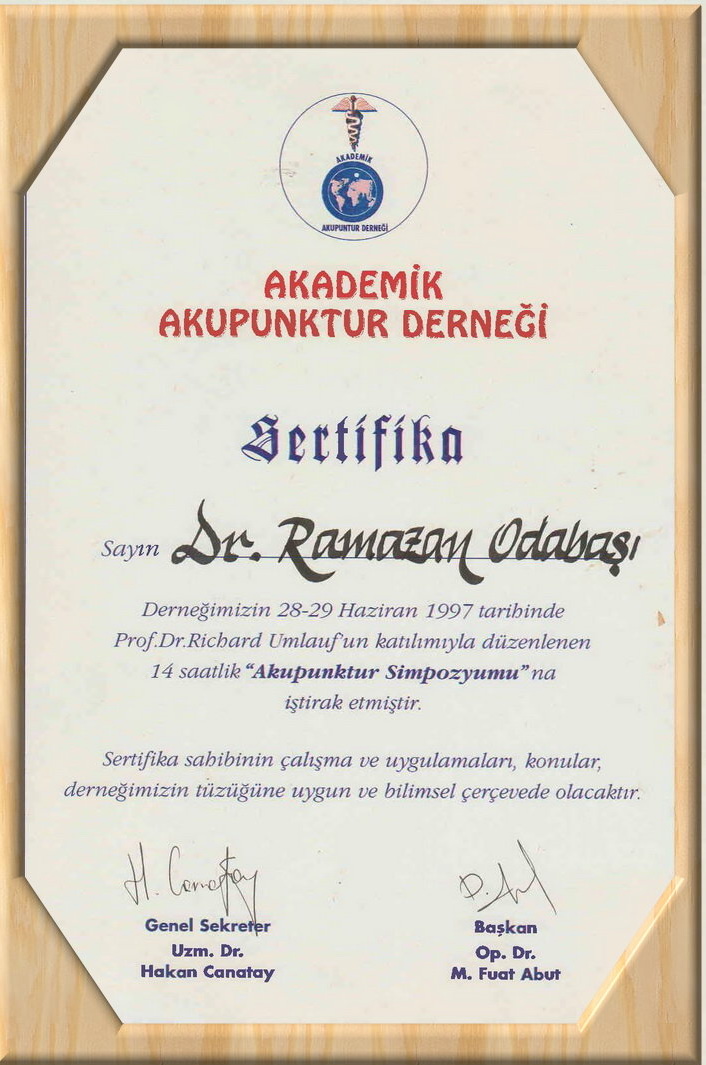 AKADEMİK
AKUPUNTUR DERNEĞİ
AKADEMİK
AKUPUNKTUR DERNEĞİ
Sertifika
Sayın Dr. Ramazan Odabaşı
Derneğimizin 28-29 Haziran 1997 tarihinde
Prof.Dr.Richard Umlauf'un katılımıyla düzenlenen
14 saatlik "Akupunktur Simpozyumu"na
iştirak etmiştir.
Sertifika sahibinin çalışma ve uygulamaları, konular,
derneğimizin tüzüğüne uygun ve bilimsel çerçevede olacaktır.
H. Canatay
Genel Sekreter
Uzm. Dr.
Hakan Canatay
Başkan
Op. Dr.
M. Fuat Abut